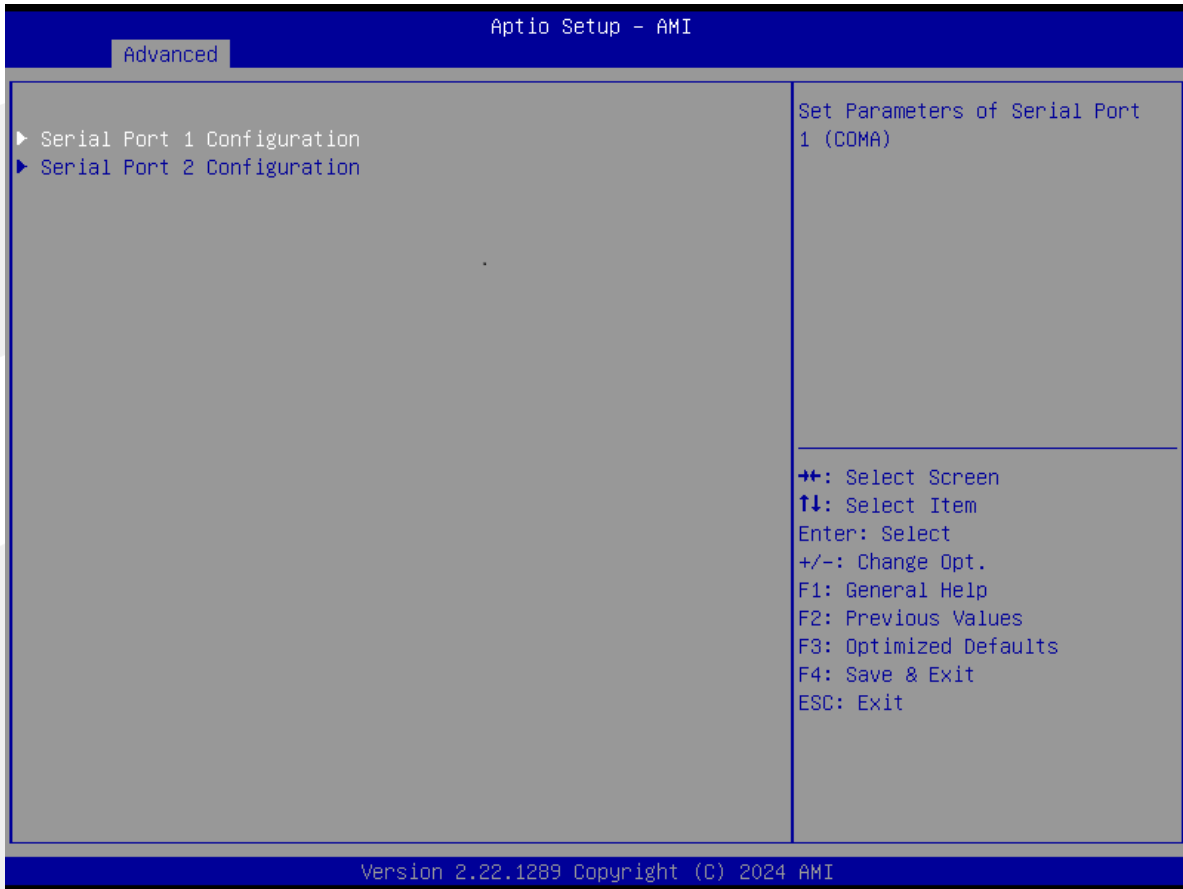 Aptio Setup – AMI
Advanced
Serial Port 1 Configuration
Serial Port 2 Configuration
Set Parameters of Serial Port
1 (COMA)
→←: Select Screen
↑↓: Select Item
Enter: Select
+/-: Change Opt.
F1: General Help
F2: Previous Values
F3: Optimized Defaults
F4: Save & Exit
ESC: Exit
Version 2.22.1289 Copyright (C) 2024 AMI